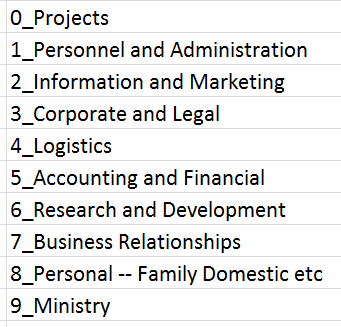 0_Projects
1_Personnel and Administration
2_Information and Marketing
3_Corporate and Legal
4_Logistics
5_Accounting and Financial
6_Research and Development
7_Business Relationships
8_Personal -- Family Domestic etc
9_Ministry